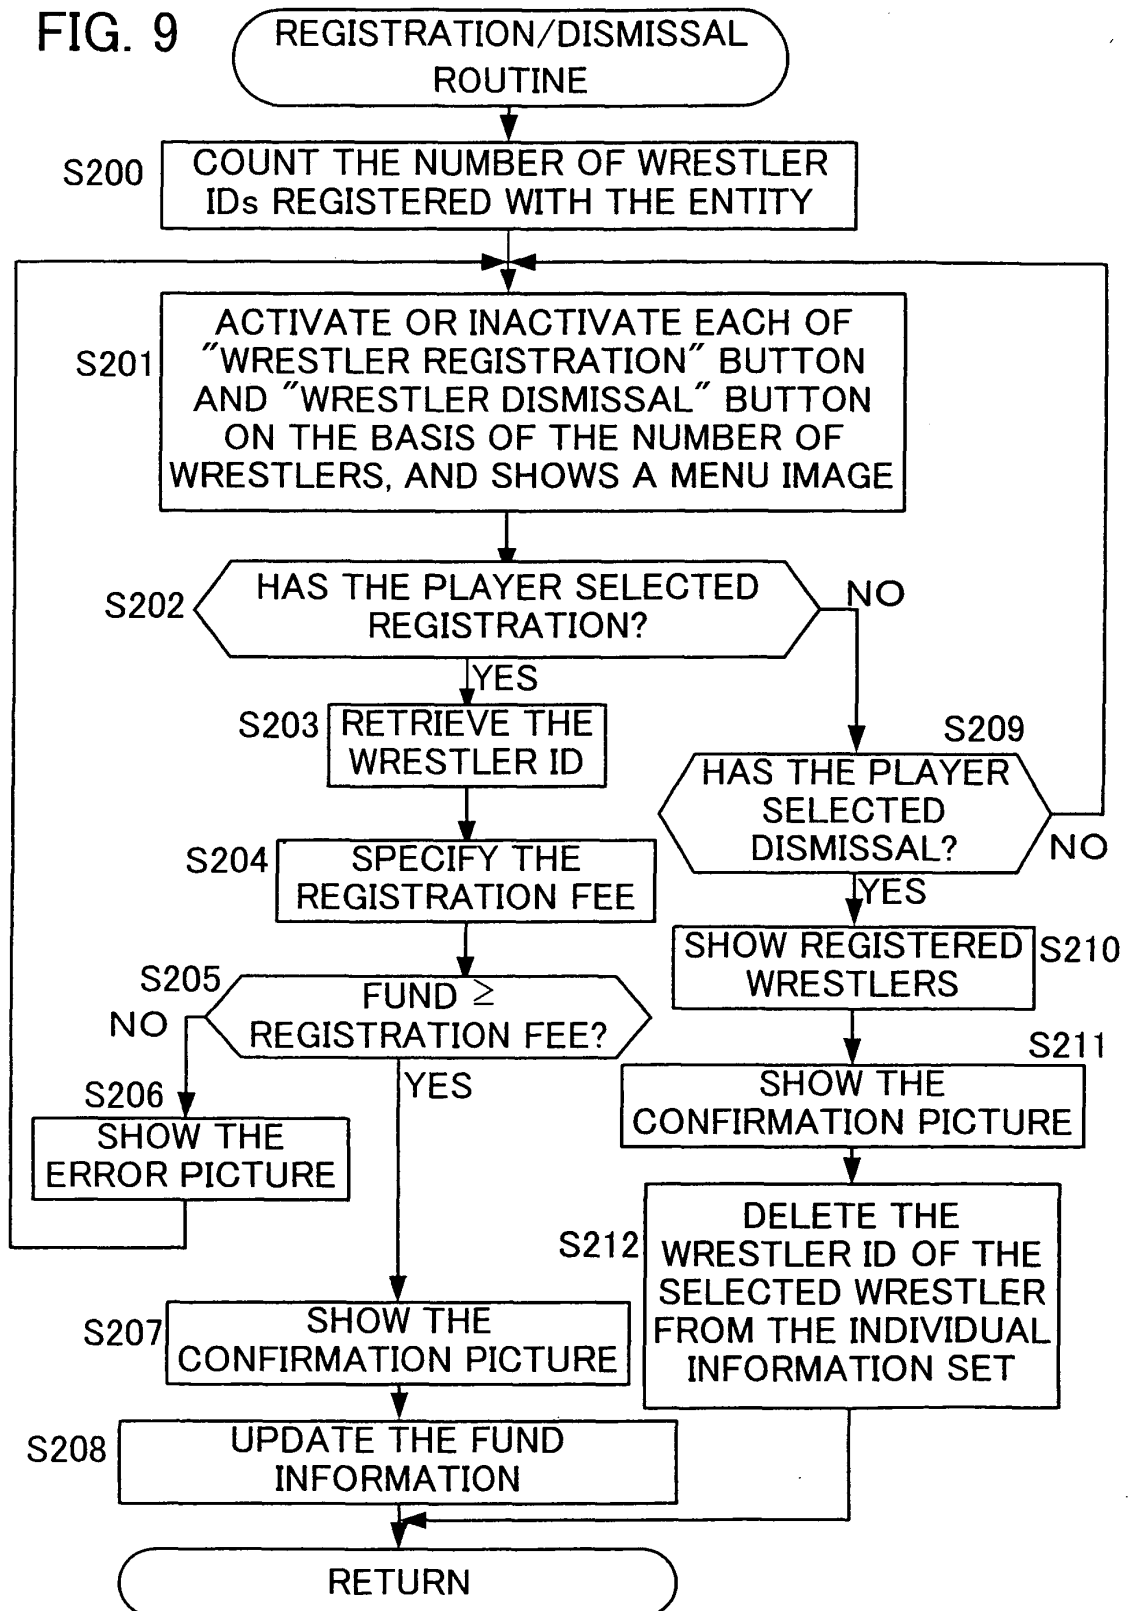 FIG. 9
REGISTRATION/DISMISSAL
ROUTINE
S200
COUNT THE NUMBER OF WRESTLER
IDs REGISTERED WITH THE ENTITY
S201
ACTIVATE OR INACTIVATE EACH OF
"WRESTLER REGISTRATION" BUTTON
AND "WRESTLER DISMISSAL" BUTTON
ON THE BASIS OF THE NUMBER OF
WRESTLERS, AND SHOWS A MENU IMAGE
S202
HAS THE PLAYER SELECTED
REGISTRATION?
NO
YES
S203
RETRIEVE THE
WRESTLER ID
S204
SPECIFY THE
REGISTRATION FEE
S205
FUND ≥
REGISTRATION FEE?
NO
YES
S206
SHOW THE
ERROR PICTURE
S207
SHOW THE
CONFIRMATION PICTURE
S208
UPDATE THE FUND
INFORMATION
S209
HAS THE PLAYER
SELECTED
DISMISSAL?
NO
YES
S210
SHOW REGISTERED
WRESTLERS
S211
SHOW THE
CONFIRMATION PICTURE
S212
DELETE THE
WRESTLER ID OF THE
SELECTED WRESTLER
FROM THE INDIVIDUAL
INFORMATION SET
RETURN